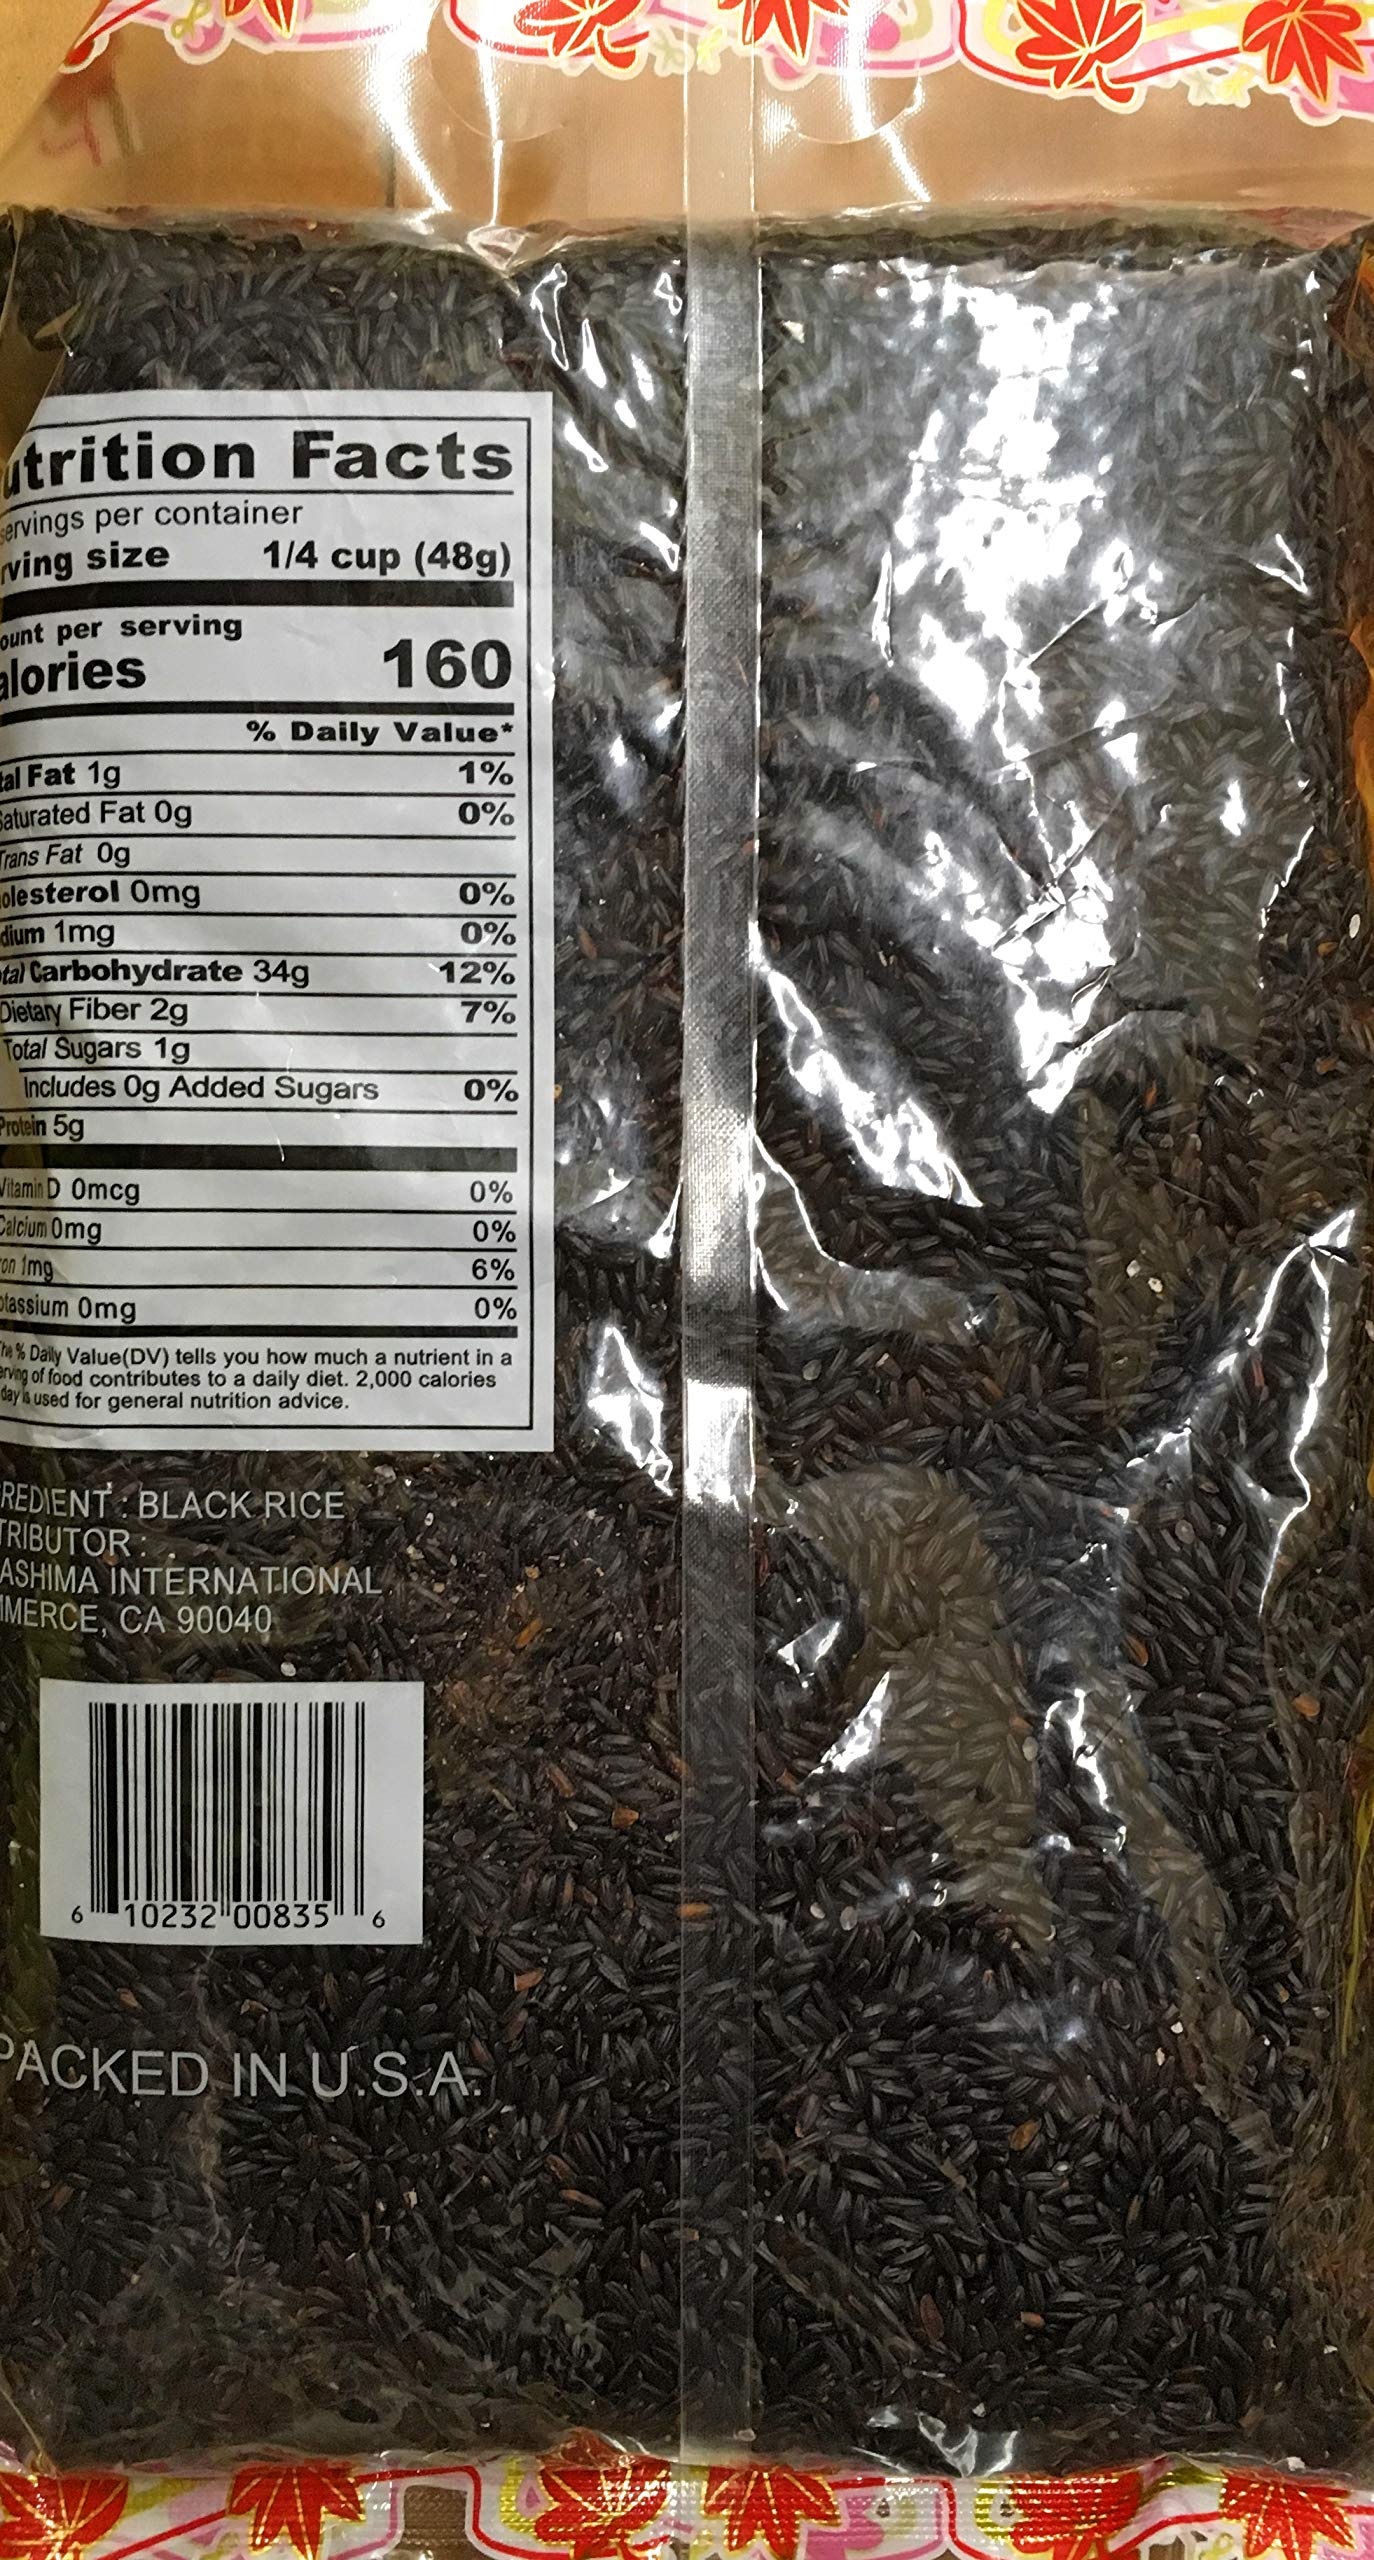 utrition Facts
servings per container
rving size 1/4 cup (48g)
ount per serving
alories 160
% Daily Value*
tal Fat 1g 1%
Saturated Fat 0g 0%
Trans Fat 0g
olesterol 0mg 0%
dium 1mg 0%
tal Carbohydrate 34g 12%
Dietary Fiber 2g 7%
Total Sugars 1g
Includes 0g Added Sugars 0%
Protein 5g
Vitamin D 0mcg 0%
Calcium 0mg 0%
ron 1mg 6%
otassium 0mg 0%
The % Daily Value(DV) tells you how much a nutrient in a
erving of food contributes to a daily diet. 2,000 calories
day is used for general nutrition advice.
REDIENT : BLACK RICE
TRIBUTOR :
ASHIMA INTERNATIONAL
MERCE, CA 90040
6 10232 00835 6
PACKED IN U.S.A.